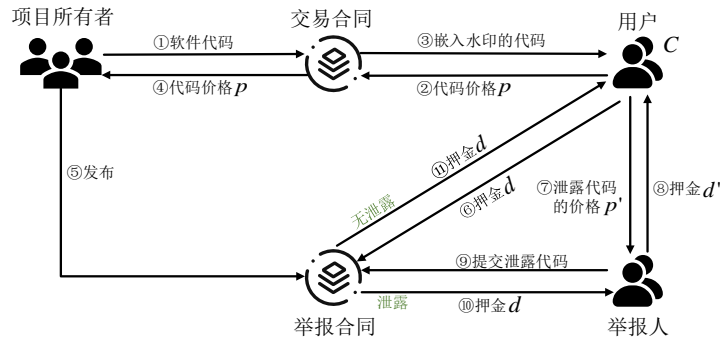 项目所有者
交易合同
用户
C
①软件代码
③嵌入水印的代码
④代码价格p
②代码价格p
⑤发布
⑪押金d
⑥押金d
无泄露
⑦泄露代码
的价格p'
⑧押金d'
⑨提交泄露代码
泄露
⑩押金d
举报合同
举报人